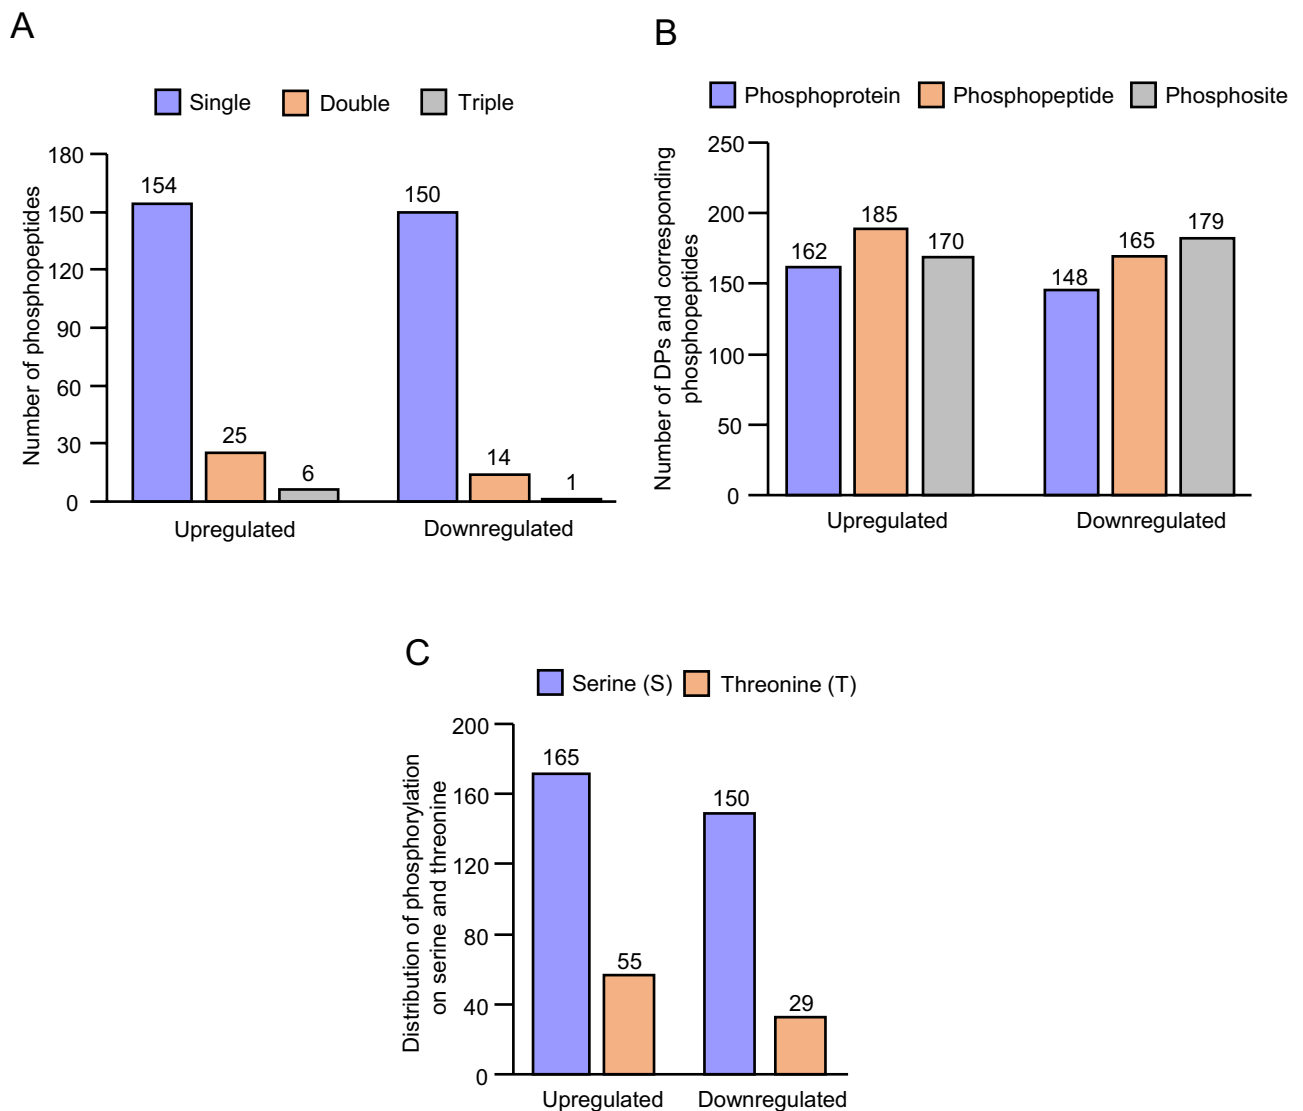 A
Single Double Triple
Number of phosphopeptides
180
150
120
90
60
30
0
154
25
6
150
14
1
Upregulated Downregulated
B
Phosphoprotein Phosphopeptide Phosphosite
Number of DPs and corresponding
phosphopeptides
250
200
150
100
50
0
162
185
170
148
165
179
Upregulated Downregulated
C
Serine (S) Threonine (T)
Distribution of phosphorylation
on serine and threonine
200
160
120
80
40
0
165
55
150
29
Upregulated Downregulated